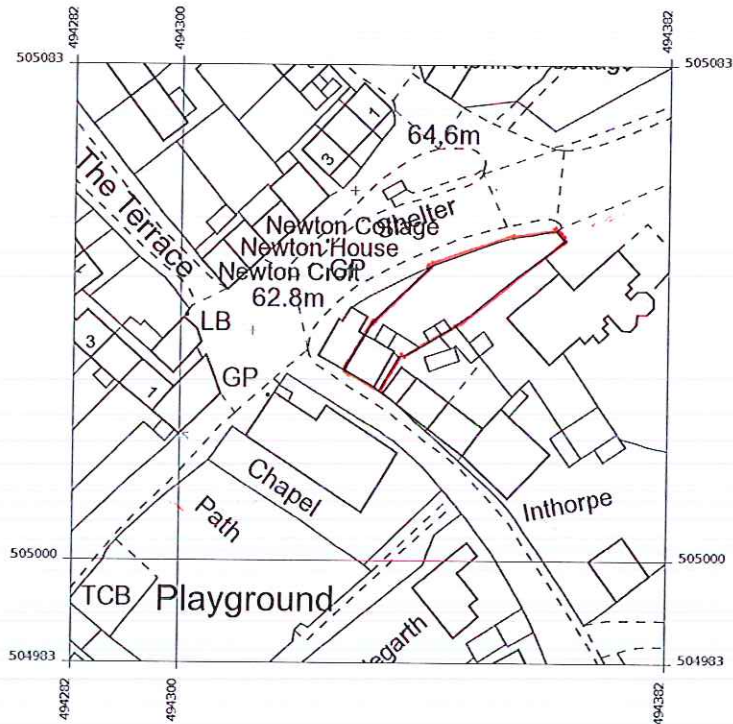 494282
494300
494382
505083
505083
1
3
64.6m
The Terrace
Shelter
Newton Cottage
Newton House
GP
Newton Croft
62.8m
LB
3
1
GP
Chapel
Inthorpe
Path
505000
505000
TCB
Playground
egarth
504983
504983
494282
494300
494382